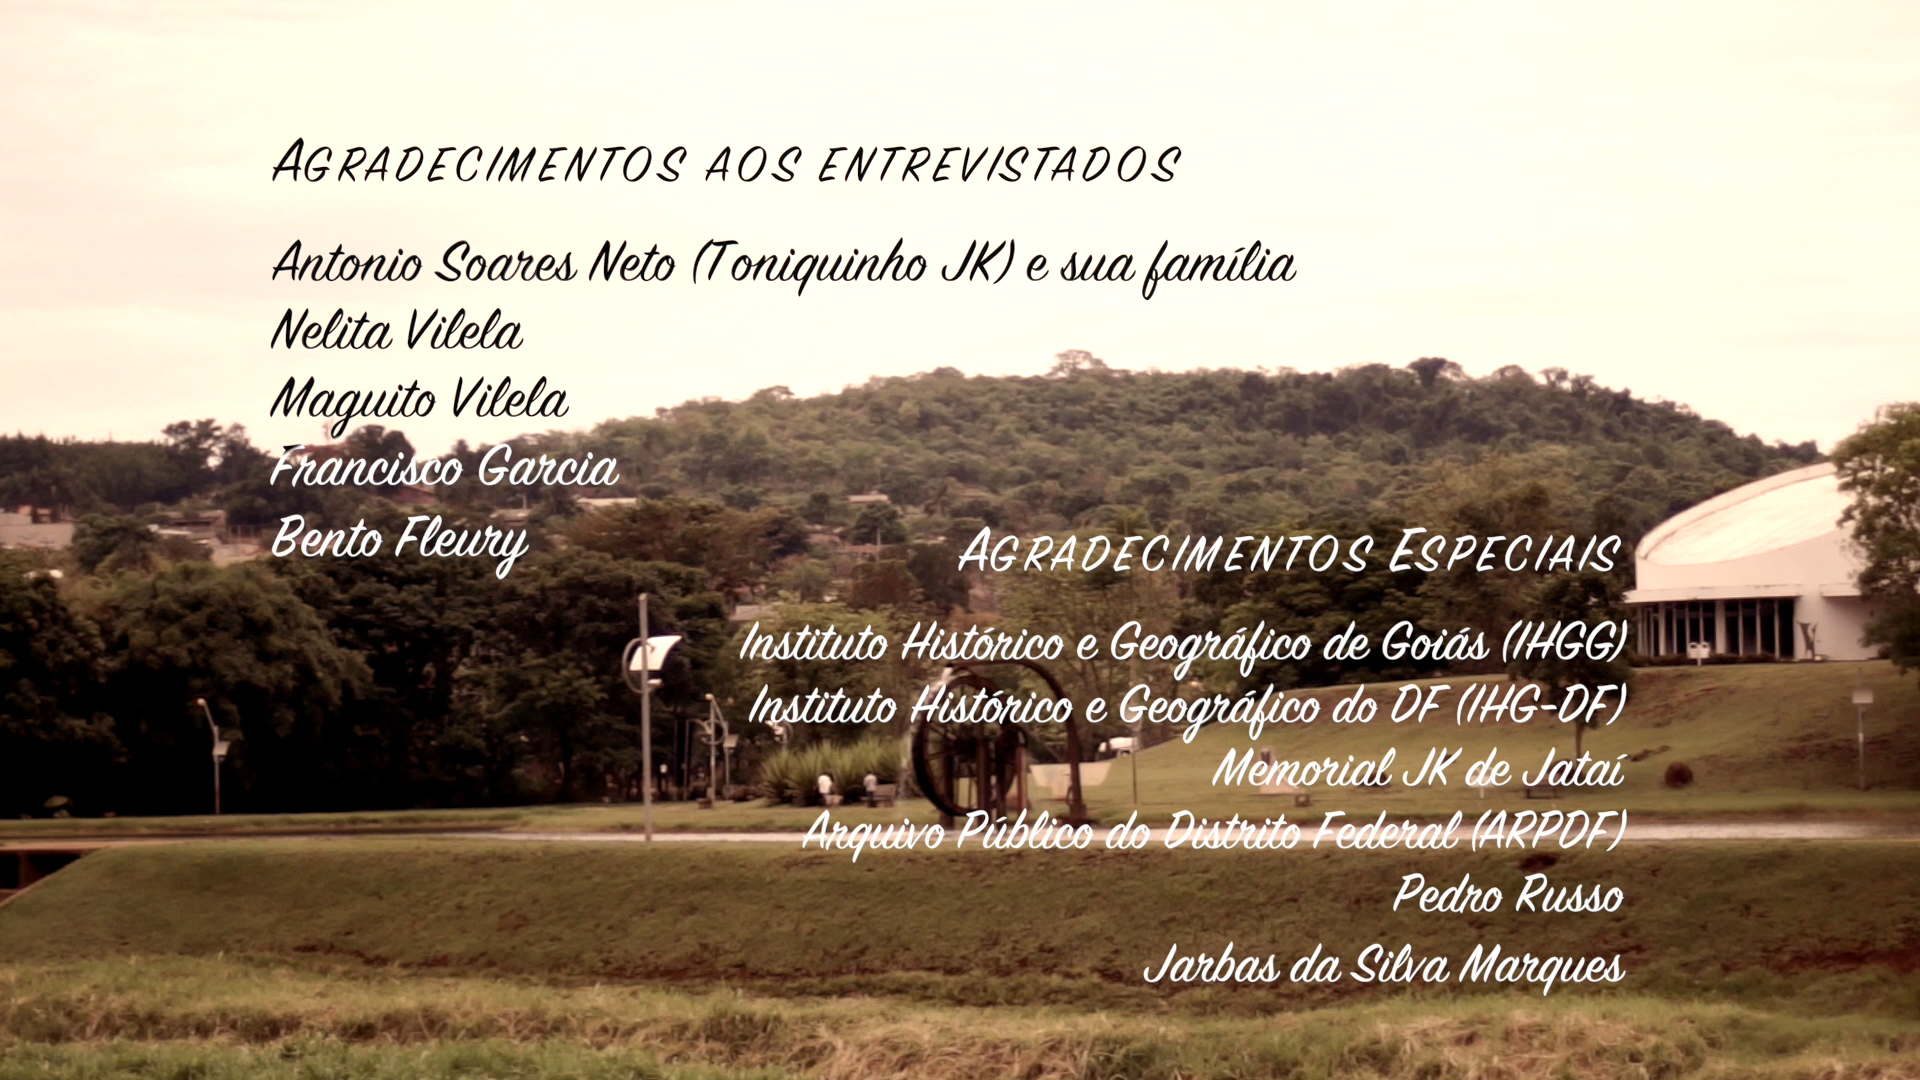 Agradecimentos aos entrevistados
Antonio Soares Neto (Toniquinho JK) e sua família
Nelita Vilela
Maguito Vilela
Francisco Garcia
Bento Fleury
Agradecimentos Especiais
Instituto Histórico e Geográfico de Goiás (IHGG)
Instituto Histórico e Geográfico do DF (IHG-DF)
Memorial JK de Jataí
Arquivo Público do Distrito Federal (ARPDF)
Pedro Russo
Jarbas da Silva Marques